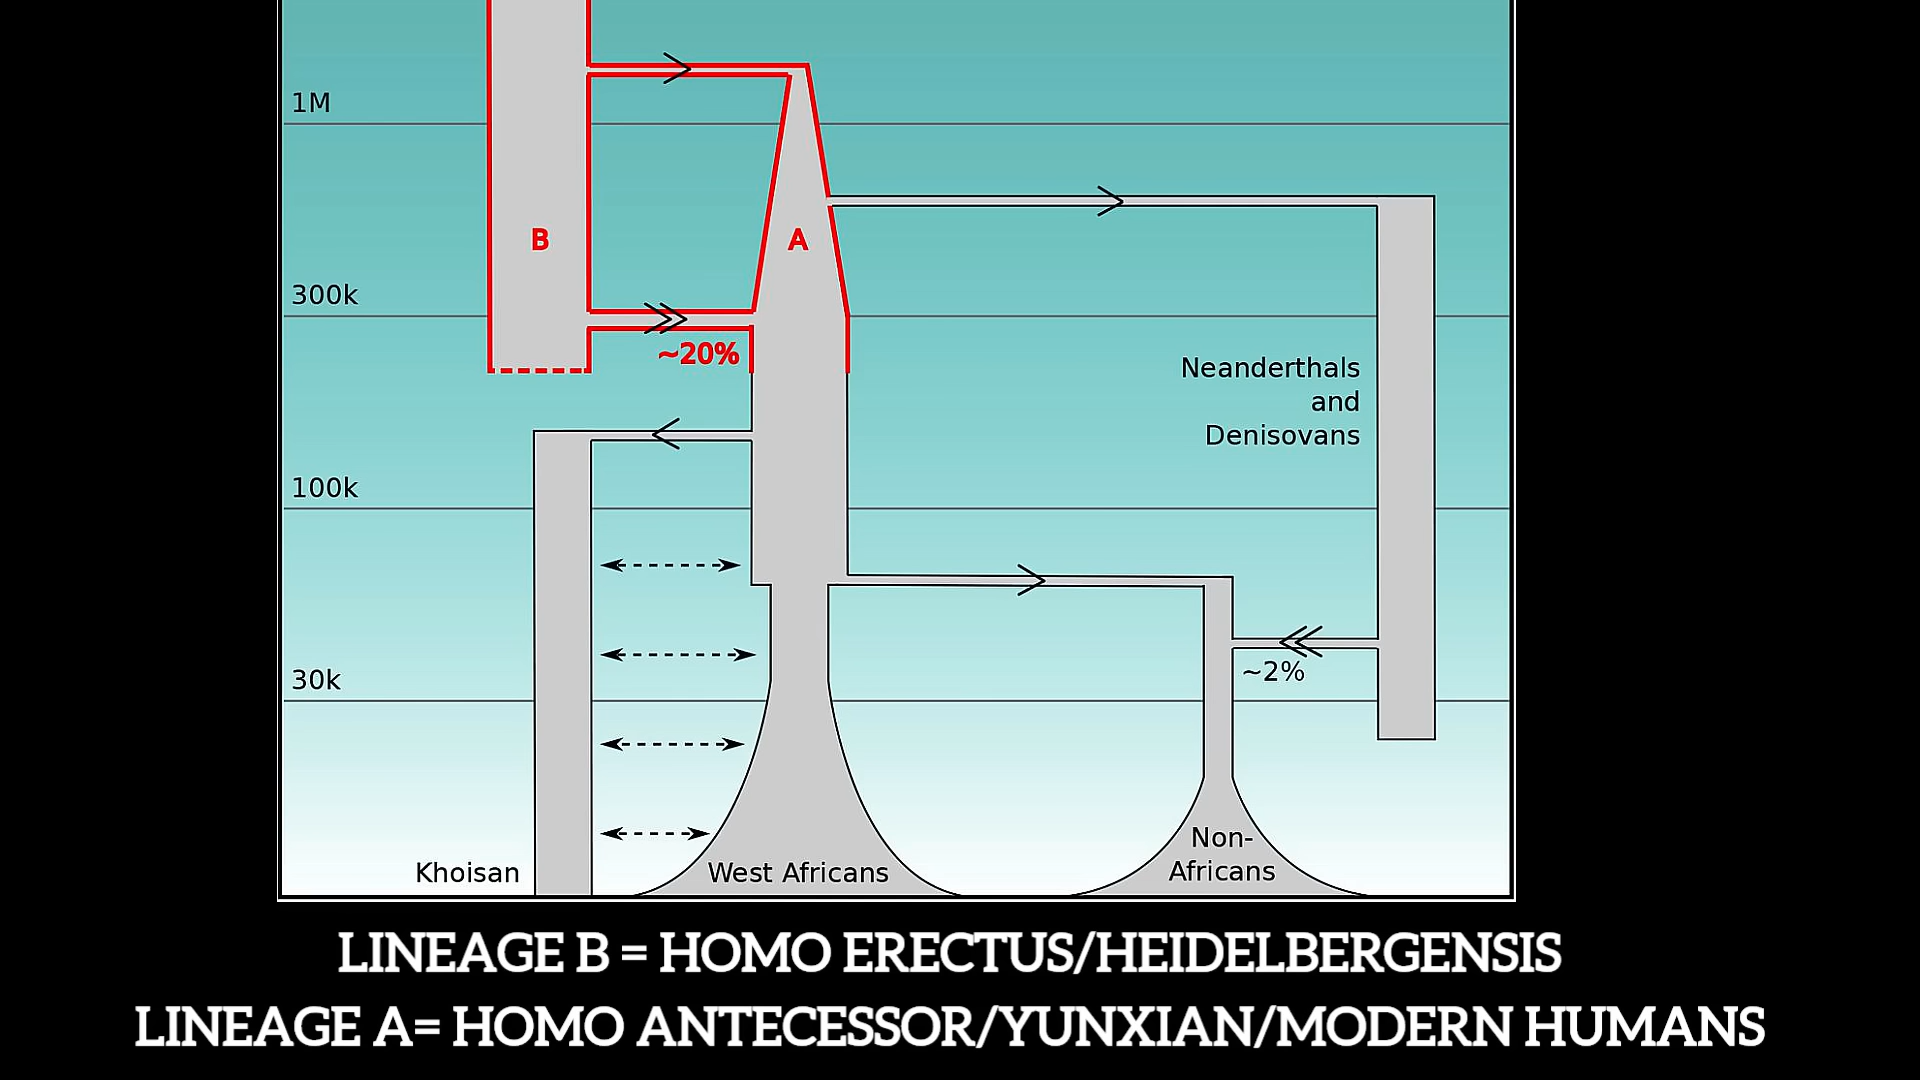 1M
B
A
300k
~20%
Neanderthals
and
Denisovans
100k
~2%
30k
Khoisan
West Africans
Non-
Africans
LINEAGE B = HOMO ERECTUS/HEIDELBERGENSIS
LINEAGE A= HOMO ANTECESSOR/YUNXIAN/MODERN HUMANS